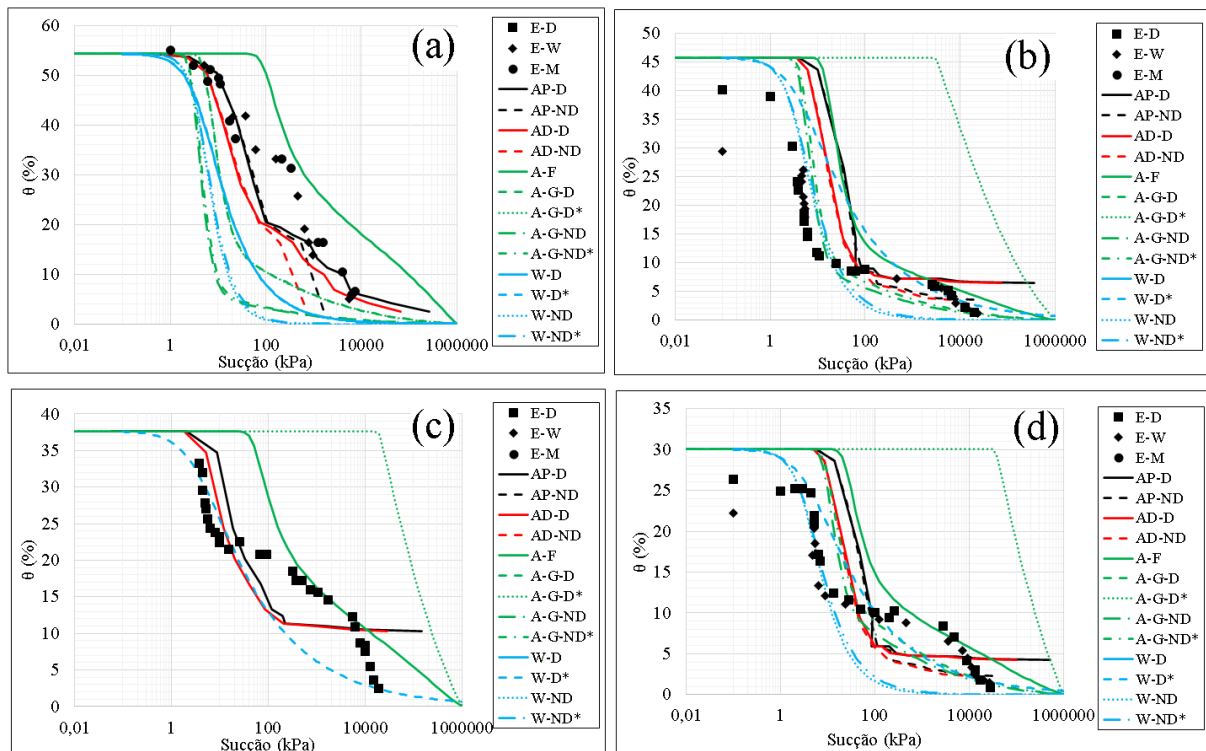 (a)
θ (%)
60
50
40
30
20
10
0
0,01
1
100
10000
1000000
Sucção (kPa)
E-D
E-W
E-M
AP-D
AP-ND
AD-D
AD-ND
A-F
A-G-D
A-G-D*
A-G-ND
A-G-ND*
W-D
W-D*
W-ND
W-ND*
(b)
θ (%)
50
45
40
35
30
25
20
15
10
5
0
0,01
1
100
10000
1000000
Sucção (kPa)
E-D
E-W
E-M
AP-D
AP-ND
AD-D
AD-ND
A-F
A-G-D
A-G-D*
A-G-ND
A-G-ND*
W-D
W-D*
W-ND
W-ND*
(c)
θ (%)
40
35
30
25
20
15
10
5
0
0,01
1
100
10000
1000000
Sucção (kPa)
E-D
E-W
E-M
AP-D
AP-ND
AD-D
AD-ND
A-F
A-G-D
A-G-D*
A-G-ND
A-G-ND*
W-D
W-D*
W-ND
W-ND*
(d)
θ (%)
35
30
25
20
15
10
5
0
0,01
1
100
10000
1000000
Sucção (kPa)
E-D
E-W
E-M
AP-D
AP-ND
AD-D
AD-ND
A-F
A-G-D
A-G-D*
A-G-ND
A-G-ND*
W-D
W-D*
W-ND
W-ND*